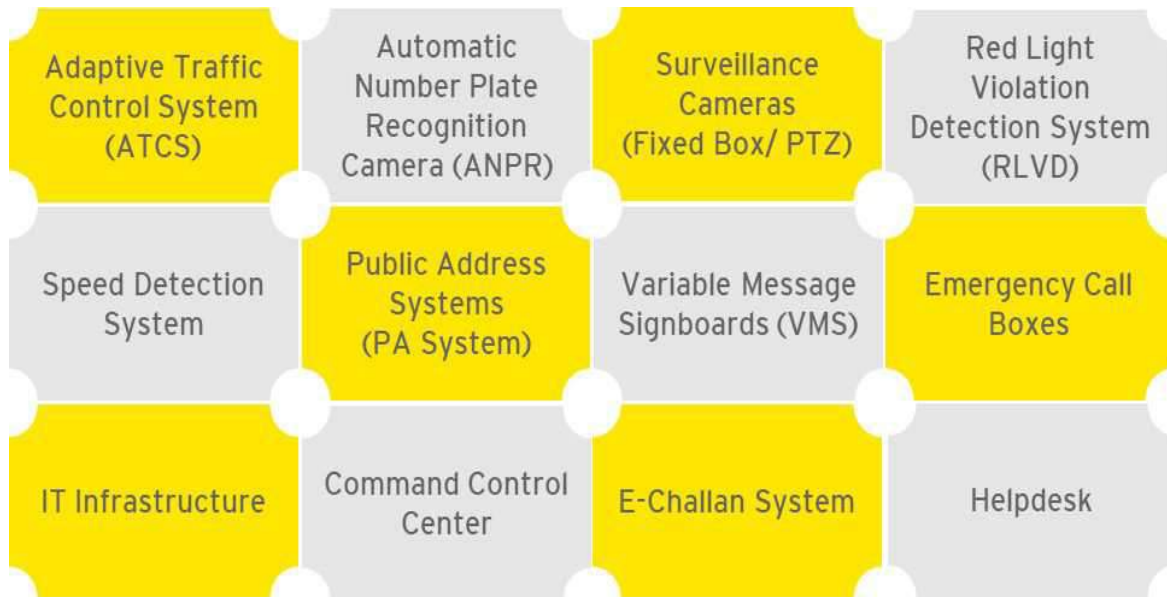 Adaptive Traffic
Control System
(ATCS)
Automatic
Number Plate
Recognition
Camera (ANPR)
Surveillance
Cameras
(Fixed Box/ PTZ)
Red Light
Violation
Detection System
(RLVD)
Speed Detection
System
Public Address
Systems
(PA System)
Variable Message
Signboards (VMS)
Emergency Call
Boxes
IT Infrastructure
Command Control
Center
E-Challan System
Helpdesk